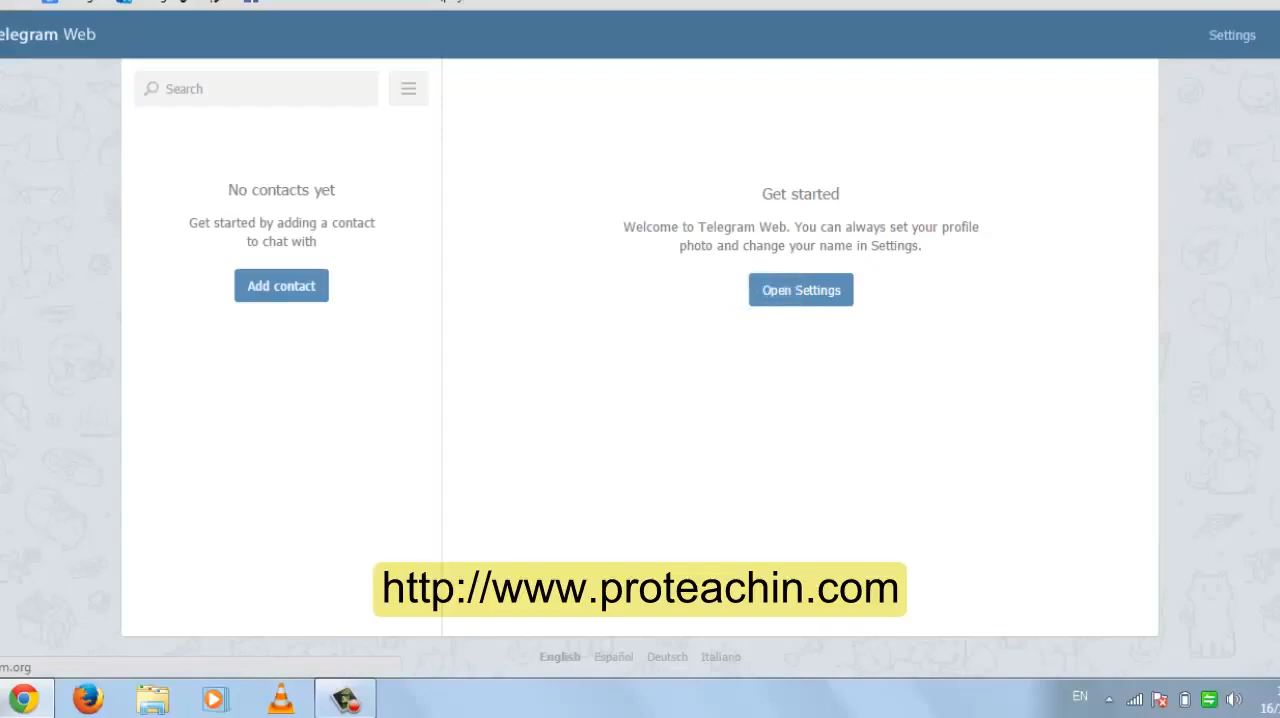 elegram Web
Settings
Search
No contacts yet
Get started by adding a contact
to chat with
Add contact
Get started
Welcome to Telegram Web. You can always set your profile
photo and change your name in Settings.
Open Settings
http://www.proteachin.com
English Español Deutsch Italiano
m.org
EN
16/